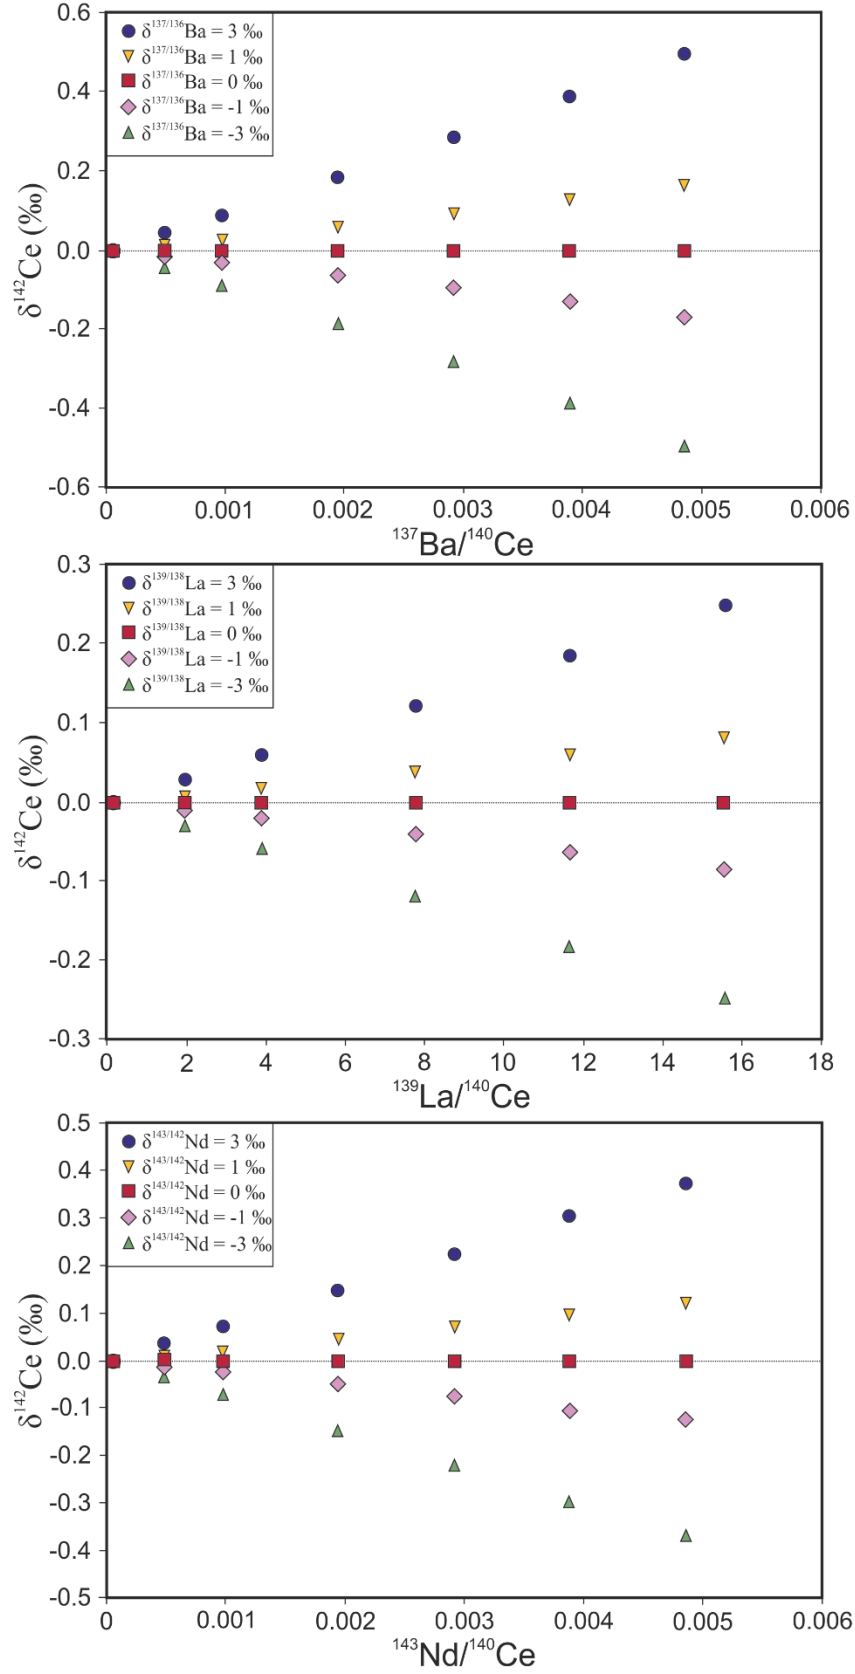 0.6
δ¹³⁷/¹³⁶Ba = 3 ‰
δ¹³⁷/¹³⁶Ba = 1 ‰
δ¹³⁷/¹³⁶Ba = 0 ‰
δ¹³⁷/¹³⁶Ba = -1 ‰
δ¹³⁷/¹³⁶Ba = -3 ‰
0.4
0.2
0.0
-0.2
-0.4
-0.6
δ¹⁴²Ce (‰)
0 0.001 0.002 0.003 0.004 0.005 0.006
¹³⁷Ba/¹⁴⁰Ce
0.3
δ¹³⁹/¹³⁸La = 3 ‰
δ¹³⁹/¹³⁸La = 1 ‰
δ¹³⁹/¹³⁸La = 0 ‰
δ¹³⁹/¹³⁸La = -1 ‰
δ¹³⁹/¹³⁸La = -3 ‰
0.2
0.1
0.0
-0.1
-0.2
-0.3
δ¹⁴²Ce (‰)
0 2 4 6 8 10 12 14 16 18
¹³⁹La/¹⁴⁰Ce
0.5
δ¹⁴³/¹⁴²Nd = 3 ‰
δ¹⁴³/¹⁴²Nd = 1 ‰
δ¹⁴³/¹⁴²Nd = 0 ‰
δ¹⁴³/¹⁴²Nd = -1 ‰
δ¹⁴³/¹⁴²Nd = -3 ‰
0.4
0.3
0.2
0.1
0.0
-0.1
-0.2
-0.3
-0.4
-0.5
δ¹⁴²Ce (‰)
0 0.001 0.002 0.003 0.004 0.005 0.006
¹⁴³Nd/¹⁴⁰Ce